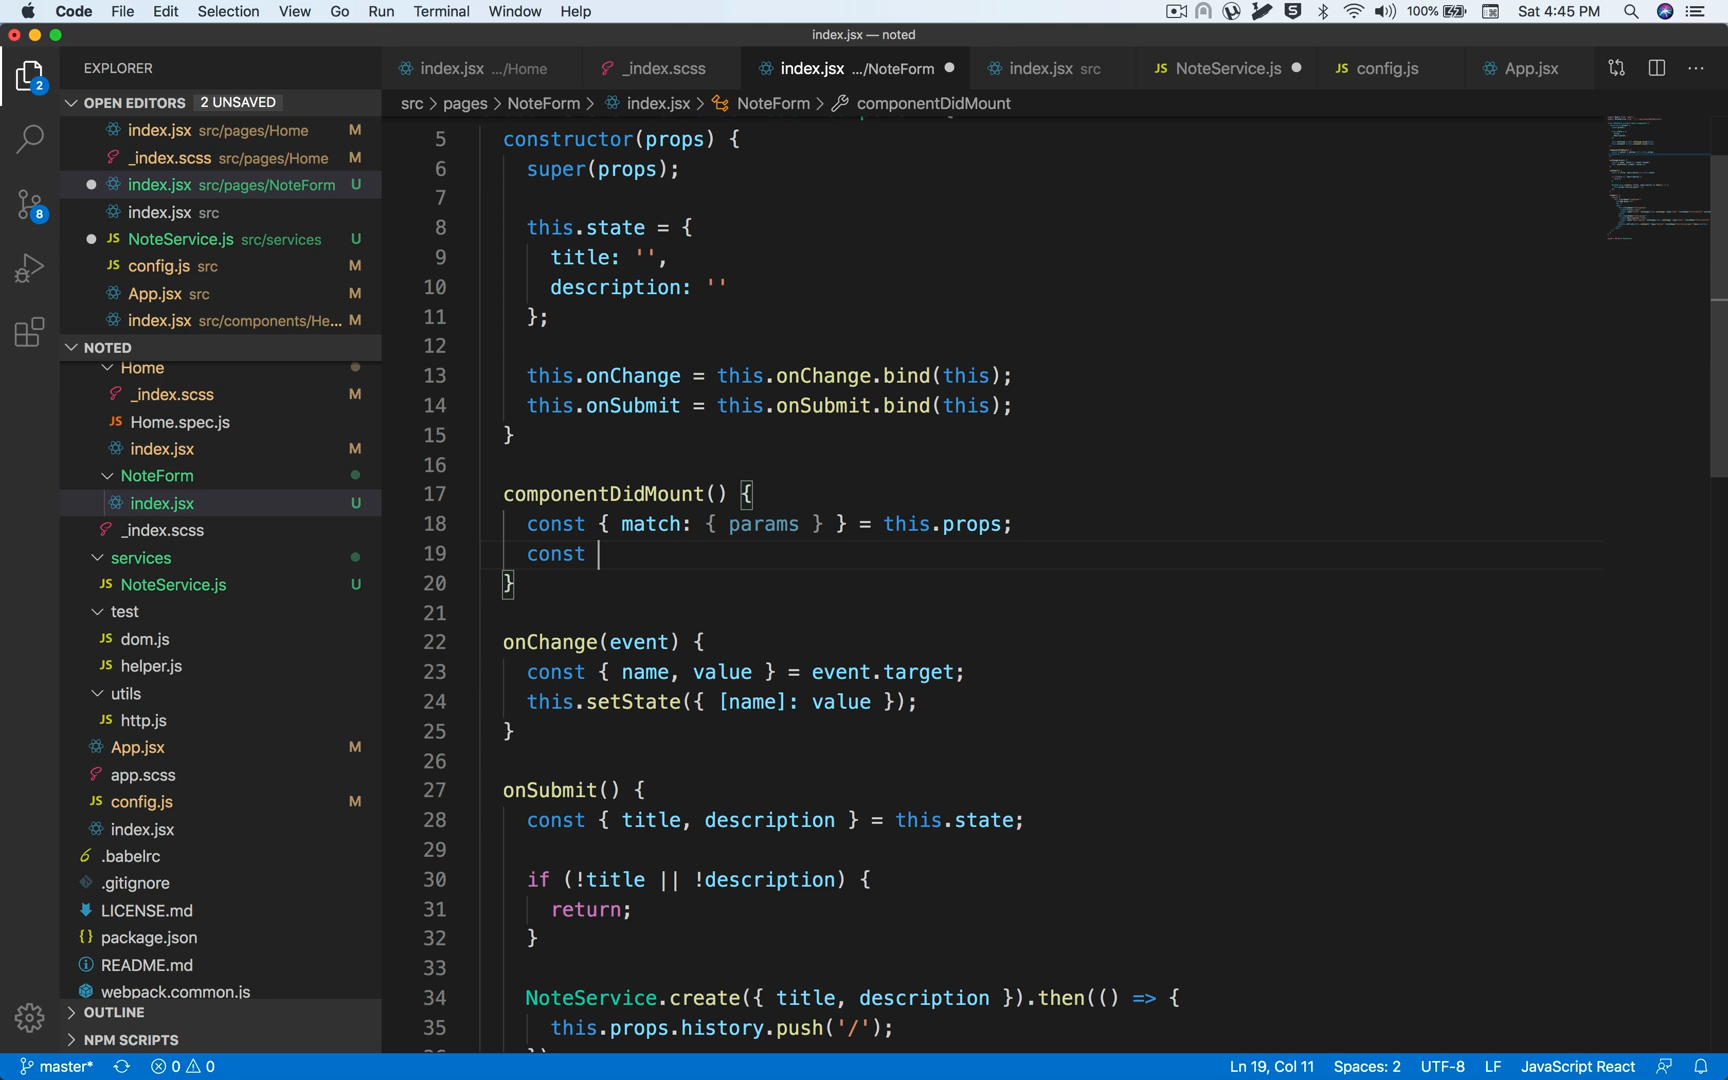 Code File Edit Selection View Go Run Terminal Window Help 100% Sat 4:45 PM
index.jsx — noted
EXPLORER
index.jsx .../Home _index.scss index.jsx .../NoteForm index.jsx src JS NoteService.js JS config.js App.jsx ...
OPEN EDITORS 2 UNSAVED
src > pages > NoteForm > index.jsx > NoteForm > componentDidMount
index.jsx src/pages/Home M
_index.scss src/pages/Home M
index.jsx src/pages/NoteForm U
index.jsx src
JS NoteService.js src/services U
JS config.js src M
App.jsx src M
index.jsx src/components/He... M
2
8
NOTED
Home
_index.scss M
JS Home.spec.js
index.jsx M
NoteForm
index.jsx U
_index.scss
services
JS NoteService.js U
test
JS dom.js
JS helper.js
utils
JS http.js
App.jsx M
app.scss
JS config.js M
index.jsx
.babelrc
.gitignore
LICENSE.md
{} package.json
README.md
webpack.common.js
OUTLINE
NPM SCRIPTS
5 constructor(props) {
6 super(props);
7
8 this.state = {
9 title: '',
10 description: ''
11 };
12
13 this.onChange = this.onChange.bind(this);
14 this.onSubmit = this.onSubmit.bind(this);
15 }
16
17 componentDidMount() {
18 const { match: { params } } = this.props;
19 const
20 }
21
22 onChange(event) {
23 const { name, value } = event.target;
24 this.setState({ [name]: value });
25 }
26
27 onSubmit() {
28 const { title, description } = this.state;
29
30 if (!title || !description) {
31 return;
32 }
33
34 NoteService.create({ title, description }).then(() => {
35 this.props.history.push('/');
master* 0 0 Ln 19, Col 11 Spaces: 2 UTF-8 LF JavaScript React